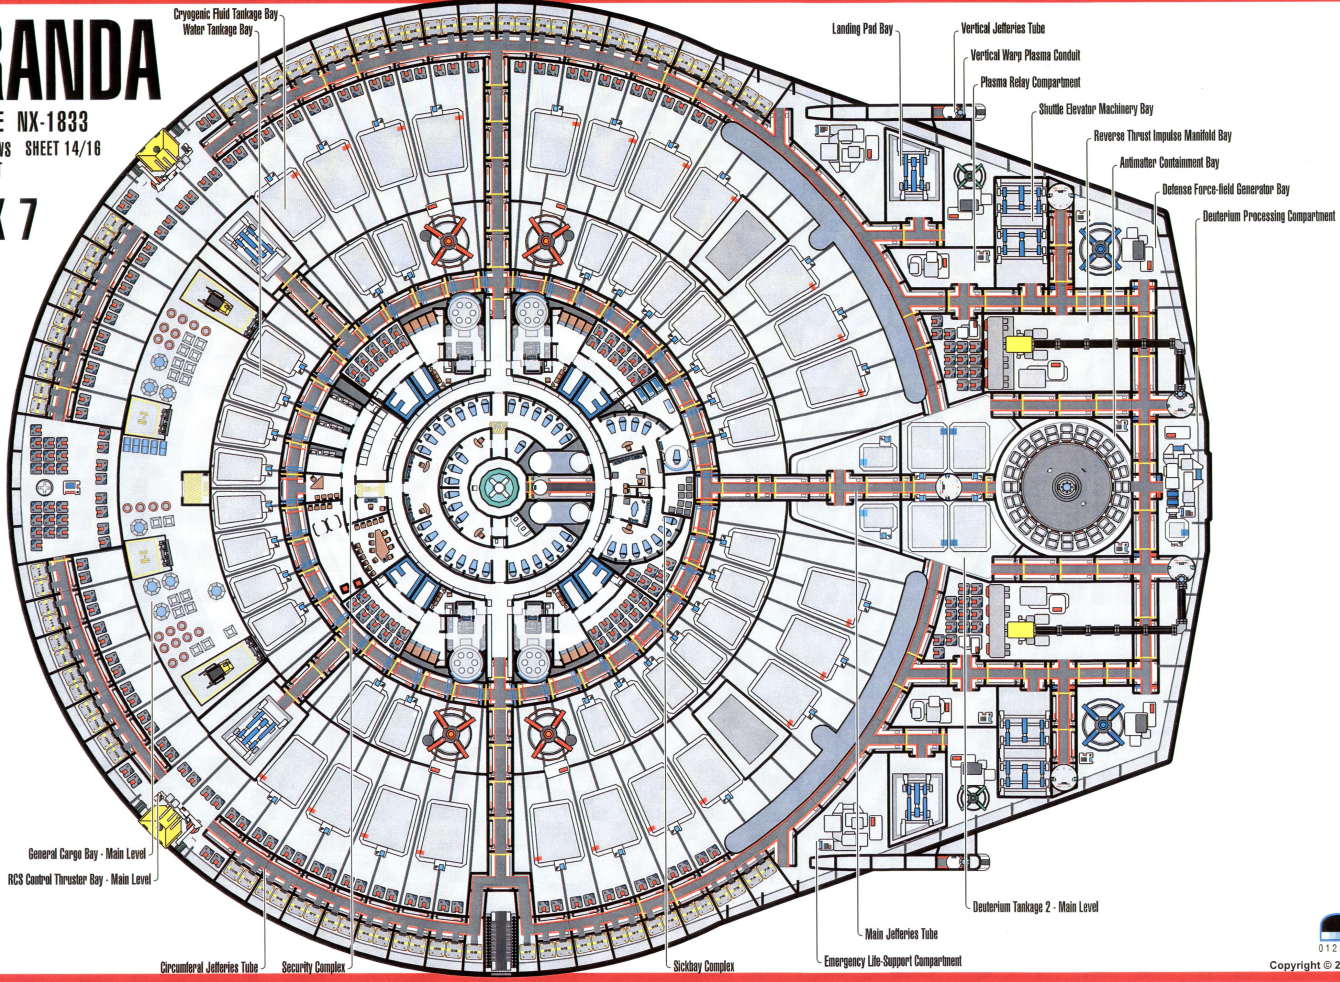 RANDA
E NX-1833
WS SHEET 14/16
K 7
Cryogenic Fluid Tankage Bay
Water Tankage Bay
Landing Pad Bay
Vertical Jefferies Tube
Vertical Warp Plasma Conduit
Plasma Relay Compartment
Shuttle Elevator Machinery Bay
Reverse Thrust Impulse Manifold Bay
Antimatter Containment Bay
Defense Force-field Generator Bay
Deuterium Processing Compartment
General Cargo Bay - Main Level
RCS Control Thruster Bay - Main Level
Circumferal Jefferies Tube
Security Complex
Sickbay Complex
Main Jefferies Tube
Emergency Life-Support Compartment
Deuterium Tankage 2 - Main Level
0 1 2
Copyright © 2